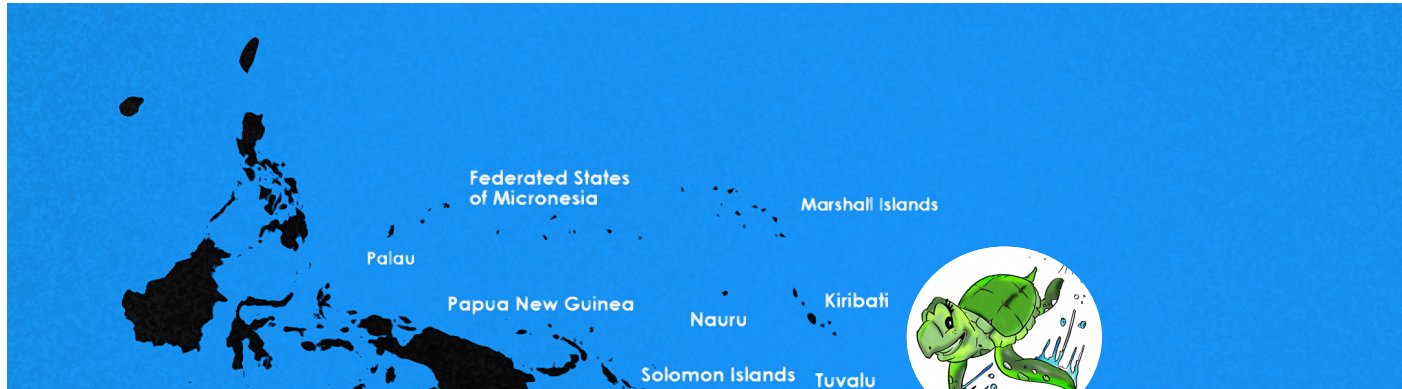 Federated States
of Micronesia
Marshall Islands
Palau
Papua New Guinea
Kiribati
Nauru
Solomon Islands
Tuvalu